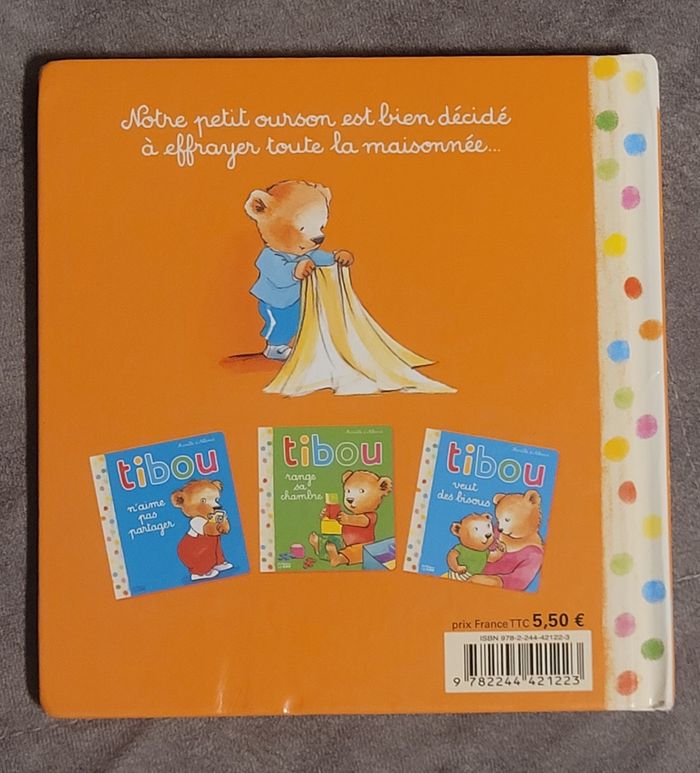 Notre petit ourson est bien décidé
à effrayer toute la maisonnée...
tibou
n'aime
pas
partager
tibou
range
sa
chambre
tibou
veut
des bisous
prix France TTC 5,50 €
ISBN 978-2-244-42122-3
9 782244 421223